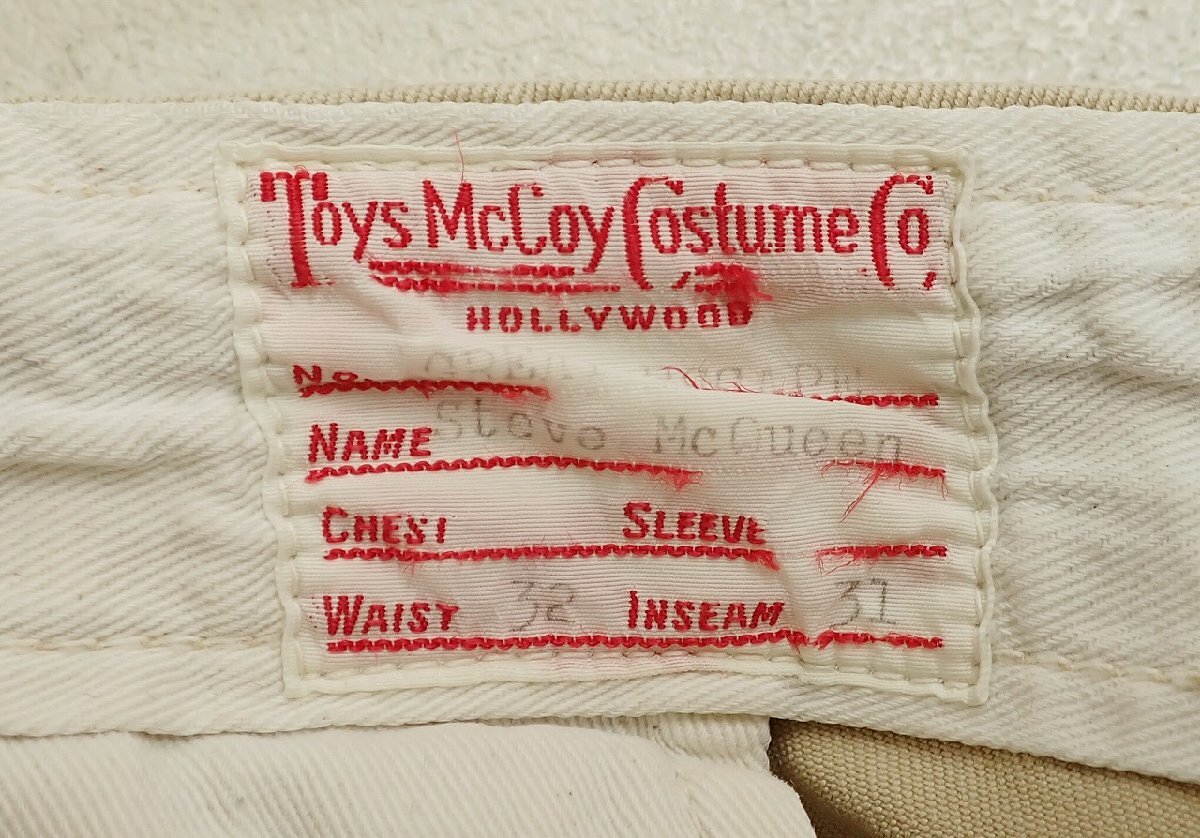 Toys McCoy Costume Co.
HOLLYWOOD
No.
NAME Steve McQueen
CHEST SLEEVE
WAIST 32 INSEAM 31